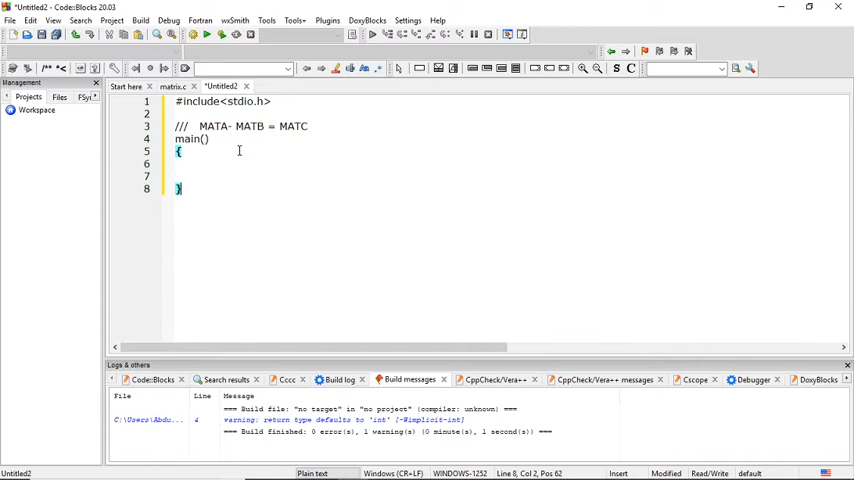 *Untitled2 - Code::Blocks 20.03
File Edit View Search Project Build Debug Fortran wxSmith Tools Tools+ Plugins DoxyBlocks Settings Help
/** *< S C
Management
Start here matrix.c *Untitled2
Projects Files FSy
Workspace
1 #include<stdio.h>
2
3 /// MATA- MATB = MATC
4 main()
5 {
6
7
8 }
Logs & others
Code::Blocks Search results Cccc Build log Build messages CppCheck/Vera++ CppCheck/Vera++ messages Cscope Debugger DoxyBlocks
File Line Message
=== Build file: "no target" in "no project" (compiler: unknown) ===
C:\Users\Abdu... 4 warning: return type defaults to 'int' [-Wimplicit-int]
=== Build finished: 0 error(s), 1 warning(s) (0 minute(s), 1 second(s)) ===
Untitled2 Plain text Windows (CR+LF) WINDOWS-1252 Line 8, Col 2, Pos 62 Insert Modified Read/Write default